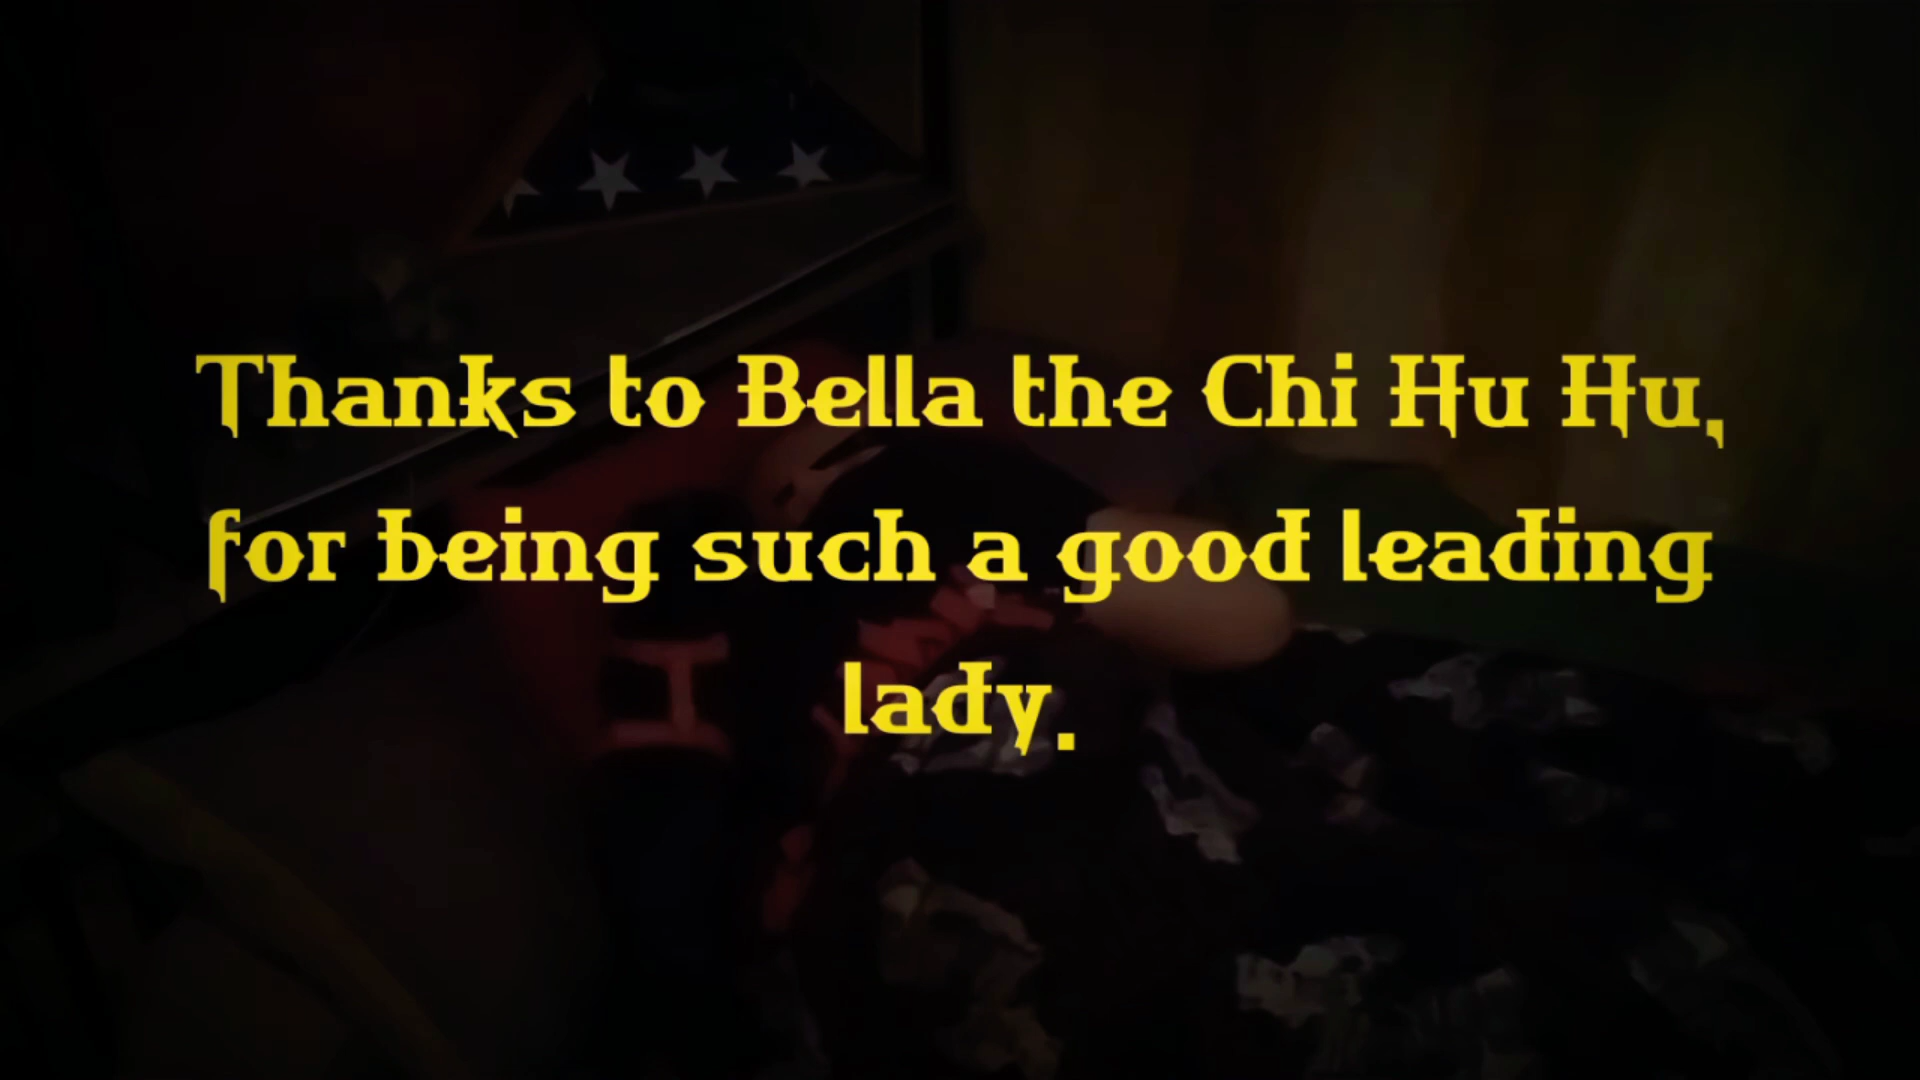 Thanks to Bella the Chi Hu Hu,
for being such a good leading
lady.